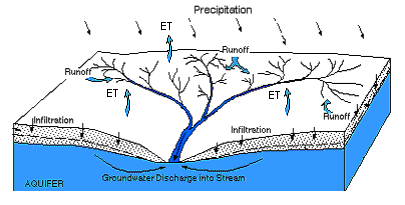 Precipitation
ET
Runoff
Runoff
ET
ET
Runoff
Infiltration
Infiltration
Groundwater Discharge into Stream
AQUIFER